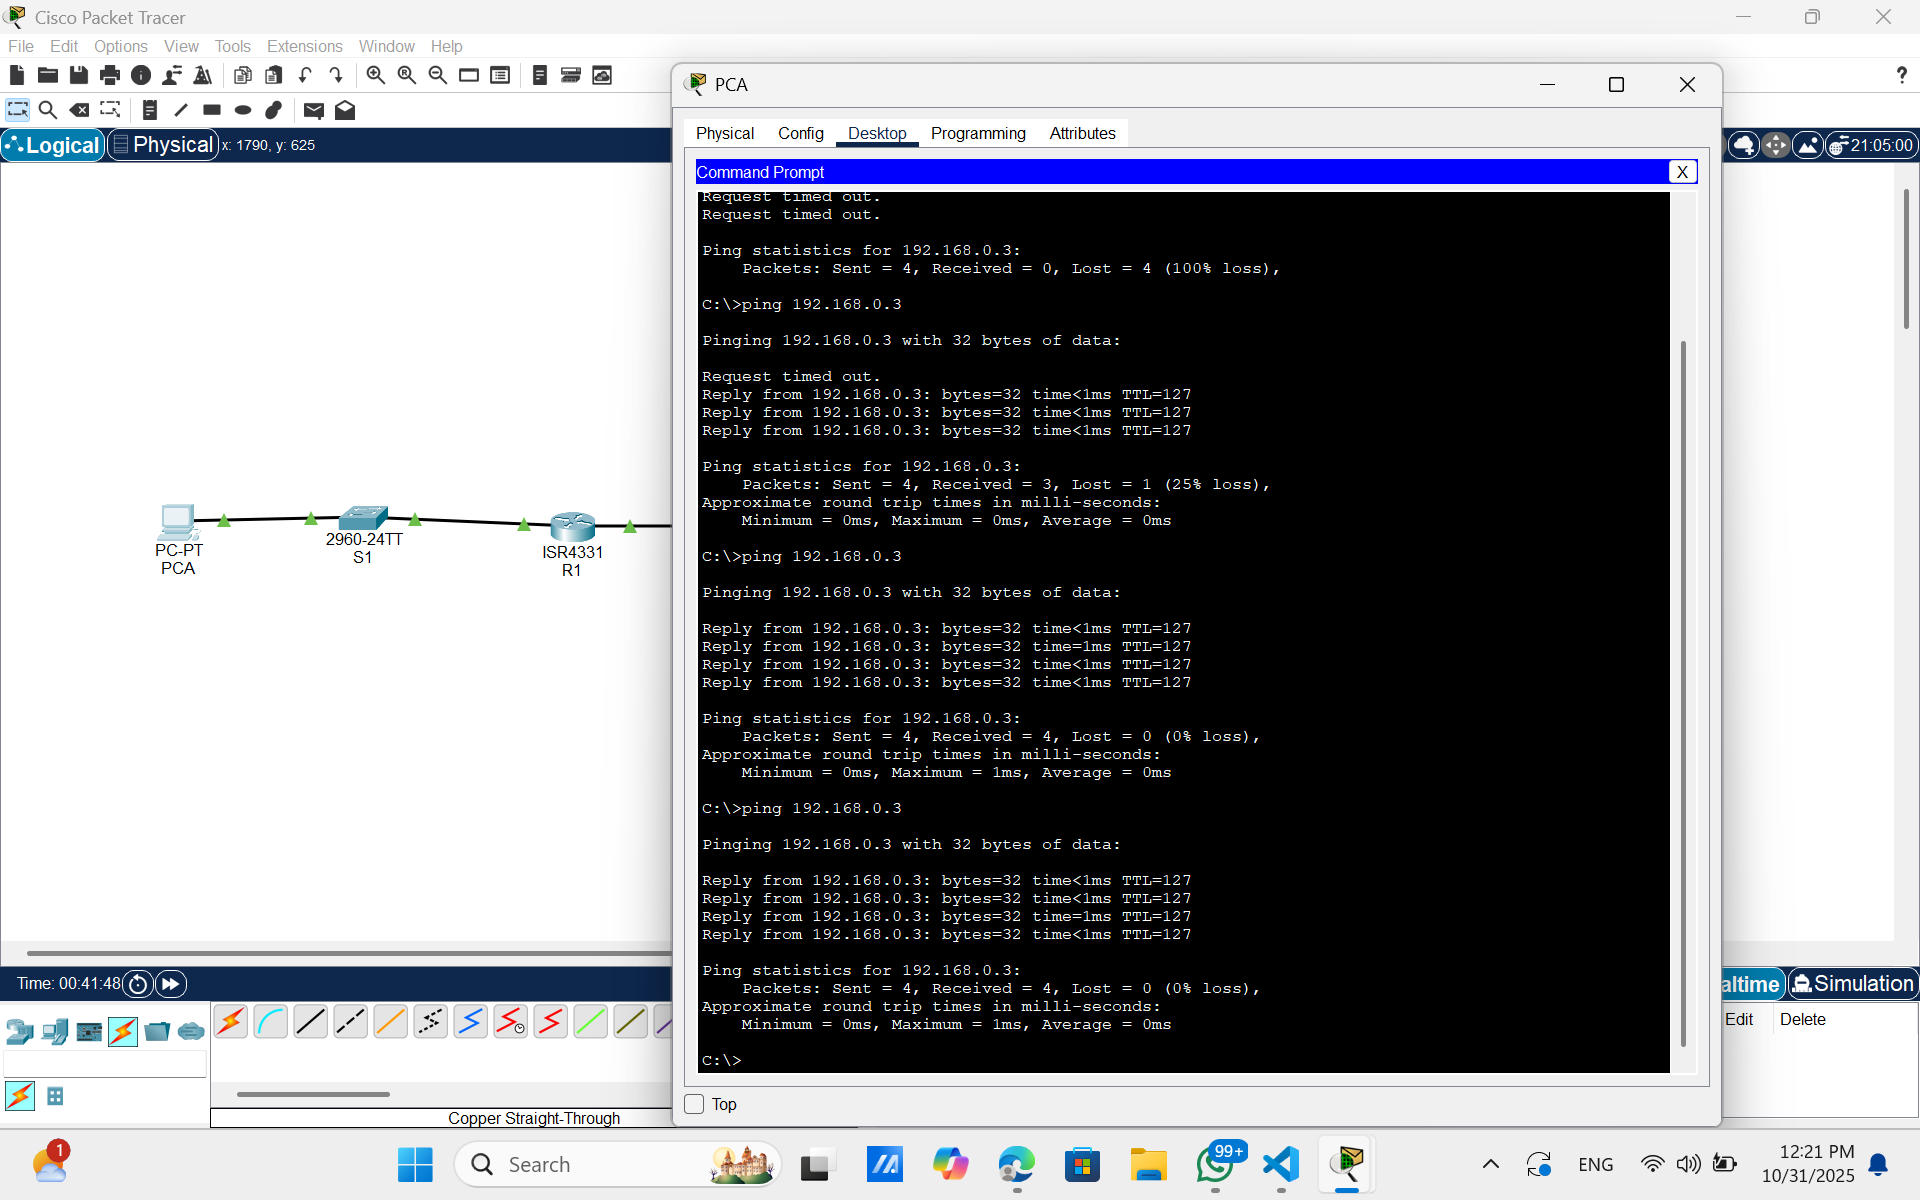 Cisco Packet Tracer
File Edit Options View Tools Extensions Window Help
?
PCA
Logical Physical x: 1790, y: 625
21:05:00
Physical Config Desktop Programming Attributes
Command Prompt
X
Request timed out.
Request timed out.
Ping statistics for 192.168.0.3:
Packets: Sent = 4, Received = 0, Lost = 4 (100% loss),
C:\>ping 192.168.0.3
Pinging 192.168.0.3 with 32 bytes of data:
Request timed out.
Reply from 192.168.0.3: bytes=32 time<1ms TTL=127
Reply from 192.168.0.3: bytes=32 time<1ms TTL=127
Reply from 192.168.0.3: bytes=32 time<1ms TTL=127
Ping statistics for 192.168.0.3:
Packets: Sent = 4, Received = 3, Lost = 1 (25% loss),
Approximate round trip times in milli-seconds:
Minimum = 0ms, Maximum = 0ms, Average = 0ms
C:\>ping 192.168.0.3
Pinging 192.168.0.3 with 32 bytes of data:
Reply from 192.168.0.3: bytes=32 time<1ms TTL=127
Reply from 192.168.0.3: bytes=32 time=1ms TTL=127
Reply from 192.168.0.3: bytes=32 time<1ms TTL=127
Reply from 192.168.0.3: bytes=32 time<1ms TTL=127
Ping statistics for 192.168.0.3:
Packets: Sent = 4, Received = 4, Lost = 0 (0% loss),
Approximate round trip times in milli-seconds:
Minimum = 0ms, Maximum = 1ms, Average = 0ms
C:\>ping 192.168.0.3
Pinging 192.168.0.3 with 32 bytes of data:
Reply from 192.168.0.3: bytes=32 time<1ms TTL=127
Reply from 192.168.0.3: bytes=32 time<1ms TTL=127
Reply from 192.168.0.3: bytes=32 time=1ms TTL=127
Reply from 192.168.0.3: bytes=32 time<1ms TTL=127
Ping statistics for 192.168.0.3:
Packets: Sent = 4, Received = 4, Lost = 0 (0% loss),
Approximate round trip times in milli-seconds:
Minimum = 0ms, Maximum = 1ms, Average = 0ms
C:\>
Top
PC-PT
PCA
2960-24TT
S1
ISR4331
R1
Time: 00:41:48
altime Simulation
Edit Delete
Copper Straight-Through
1
Search
99+
ENG
12:21 PM
10/31/2025